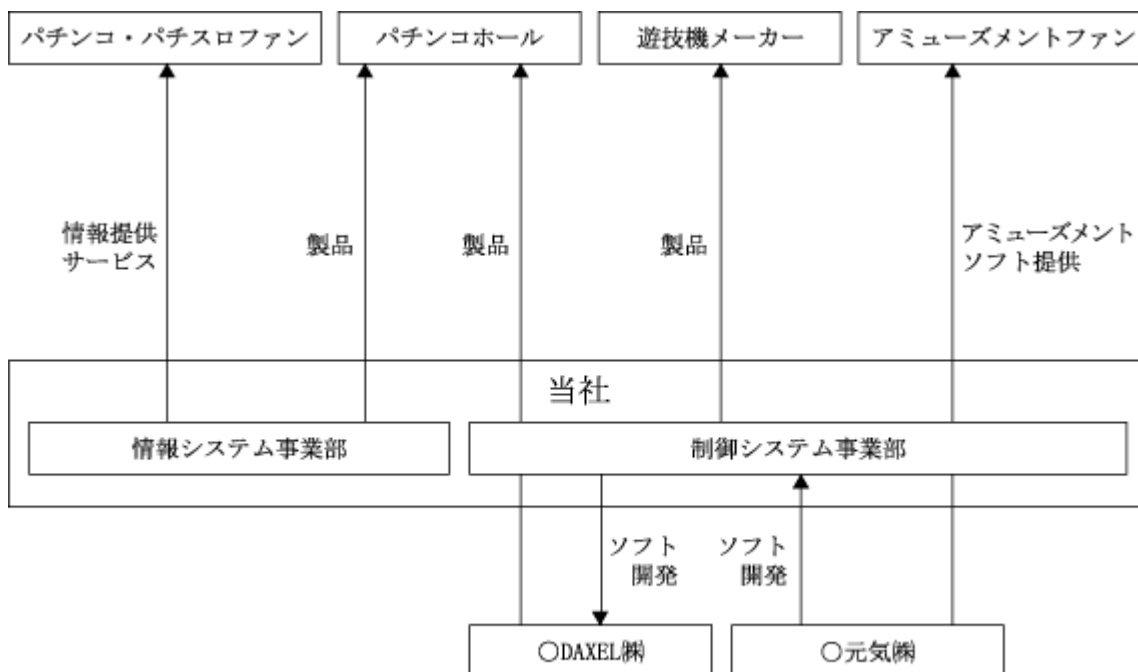 パチンコ・パチスロファン
パチンコホール
遊技機メーカー
アミューズメントファン
情報提供
サービス
製品
製品
製品
アミューズメント
ソフト提供
当社
情報システム事業部
制御システム事業部
ソフト
開発
ソフト
開発
○DAXEL㈱
○元気㈱